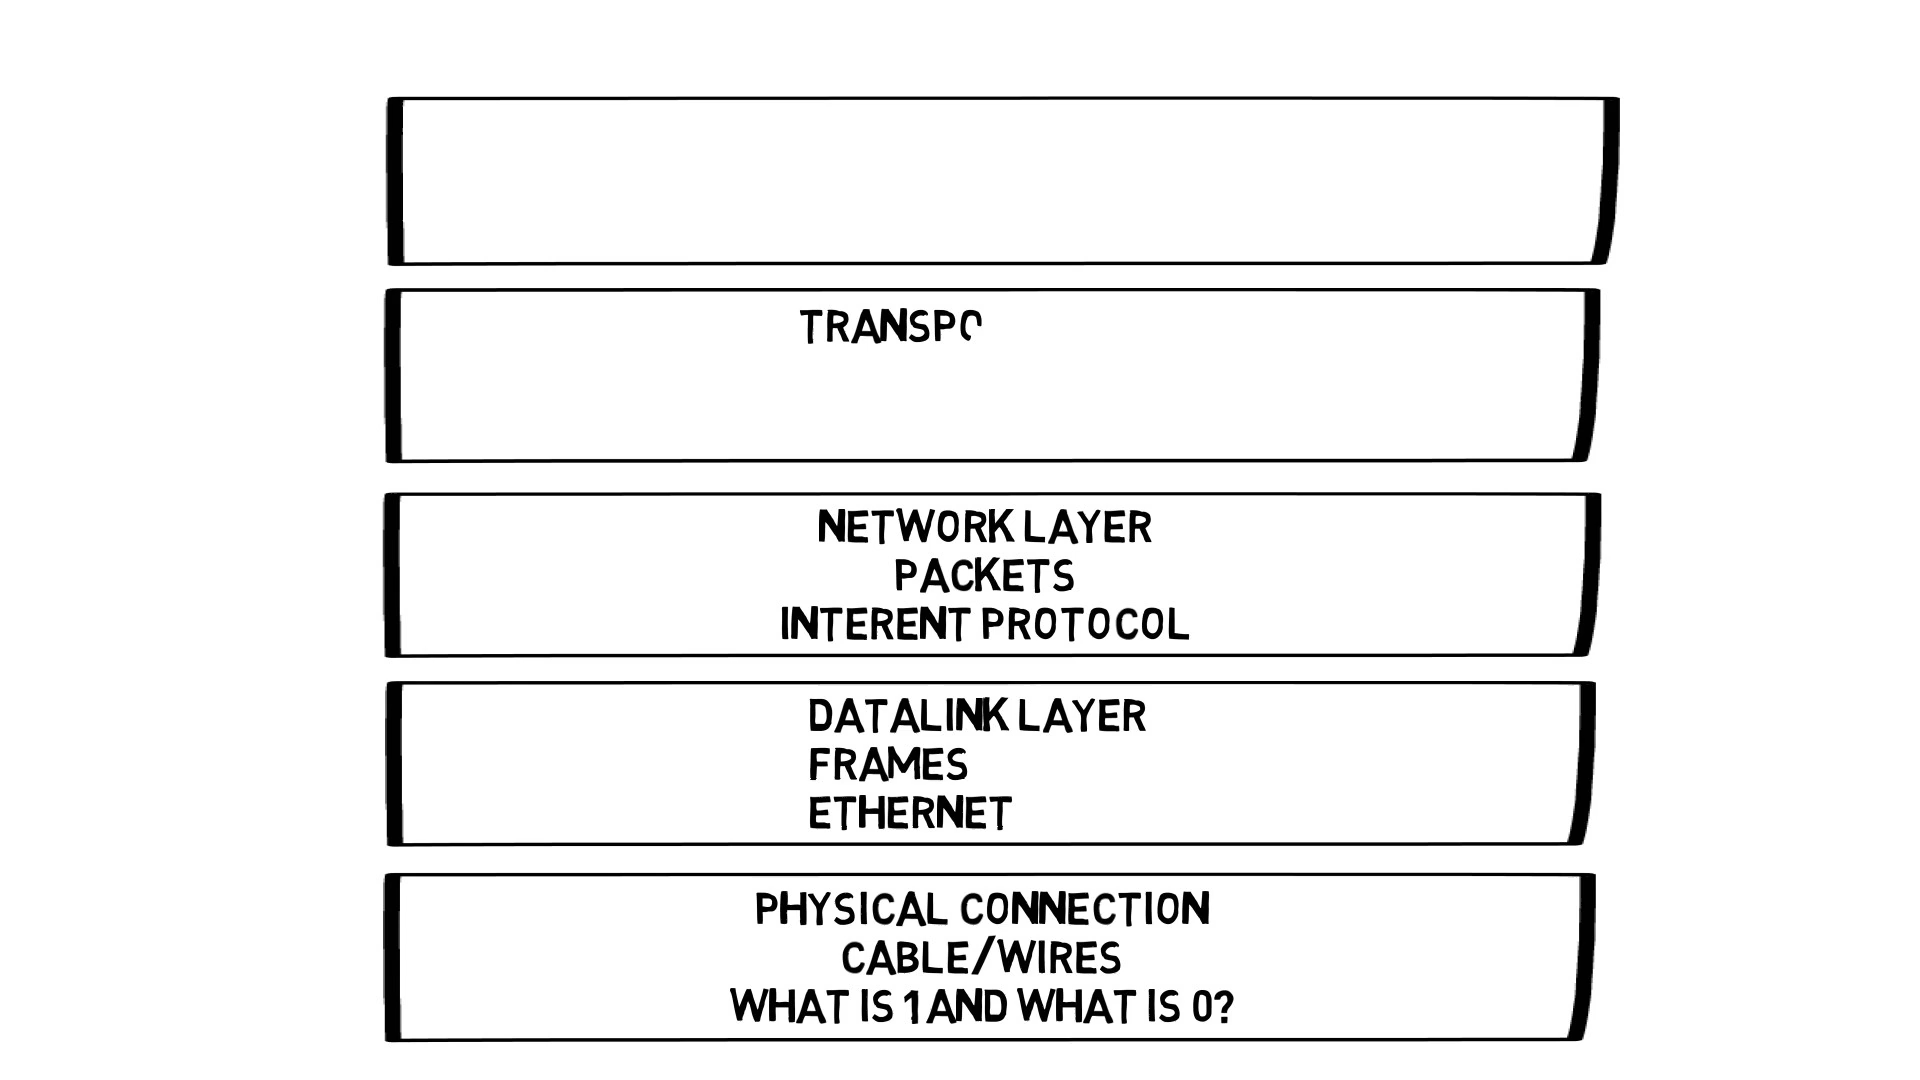 TRANSPO
NETWORK LAYER
PACKETS
INTERENT PROTOCOL
DATALINK LAYER
FRAMES
ETHERNET
PHYSICAL CONNECTION
CABLE/WIRES
WHAT IS 1 AND WHAT IS 0?